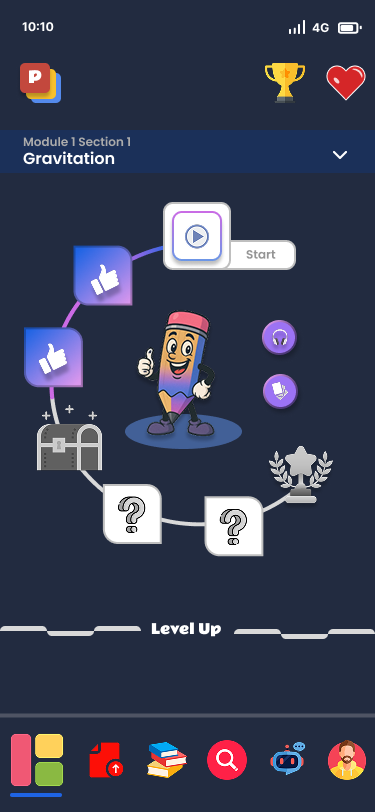 10:10
4G
P
Module 1 Section 1
Gravitation
Start
?
?
Level Up